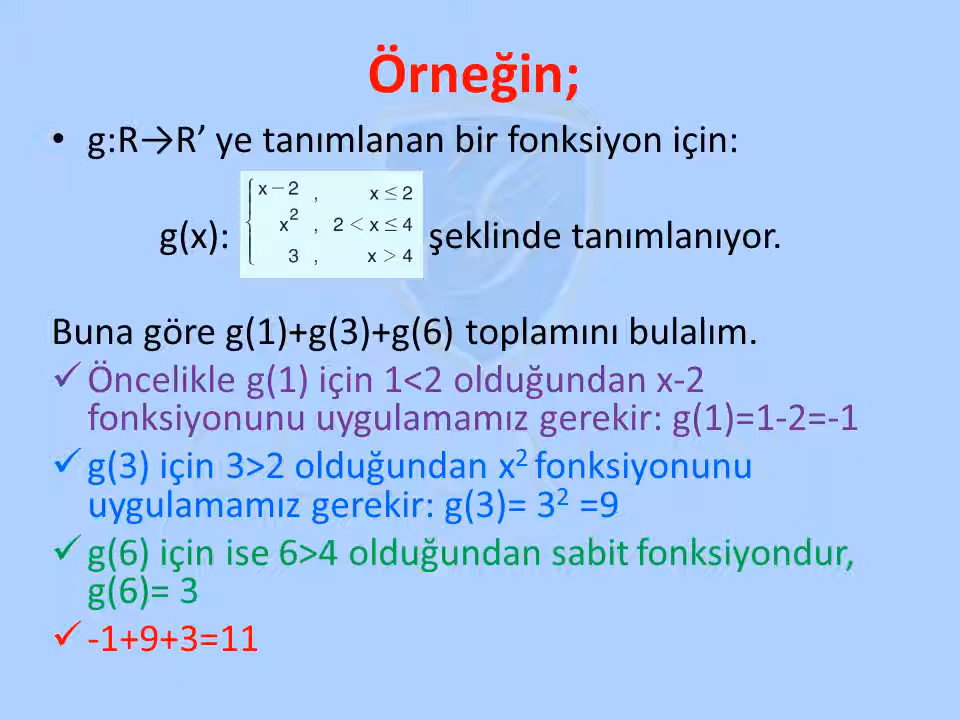 Örneğin;
• g:R→R’ ye tanımlanan bir fonksiyon için:
x − 2 , x ≤ 2
g(x): x² , 2 < x ≤ 4 şeklinde tanımlanıyor.
3 , x > 4
Buna göre g(1)+g(3)+g(6) toplamını bulalım.
✓ Öncelikle g(1) için 1<2 olduğundan x-2
fonksiyonunu uygulamamız gerekir: g(1)=1-2=-1
✓ g(3) için 3>2 olduğundan x² fonksiyonunu
uygulamamız gerekir: g(3)= 3² =9
✓ g(6) için ise 6>4 olduğundan sabit fonksiyondur,
g(6)= 3
✓ -1+9+3=11